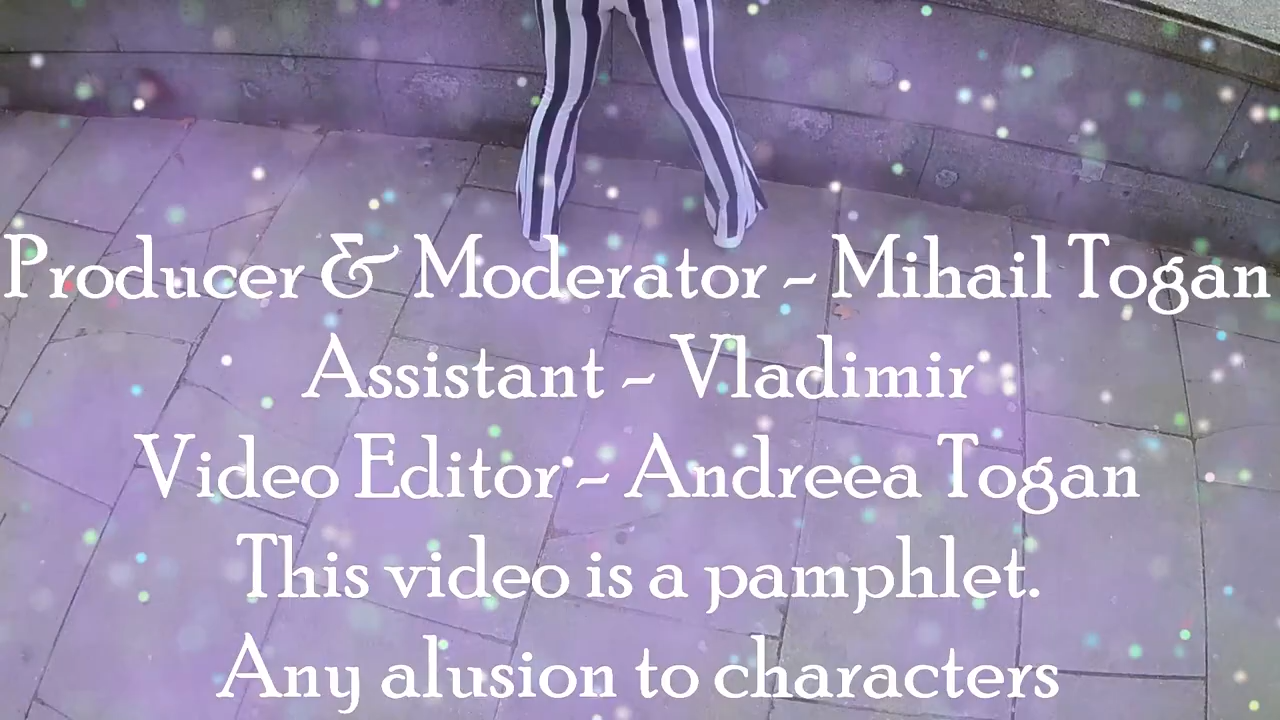 Producer & Moderator - Mihail Togan
Assistant - Vladimir
Video Editor - Andreea Togan
This video is a pamphlet.
Any alusion to characters